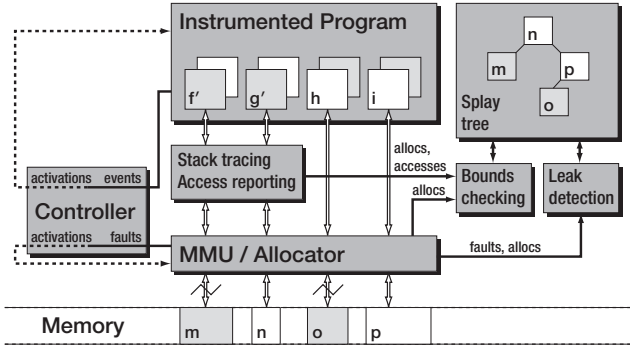 Instrumented Program
f′
g′
h
i
n
m
p
o
Splay
tree
Stack tracing
Access reporting
allocs,
accesses
allocs
Bounds
checking
Leak
detection
activations events
Controller
activations faults
MMU / Allocator
faults, allocs
Memory
m
n
o
p